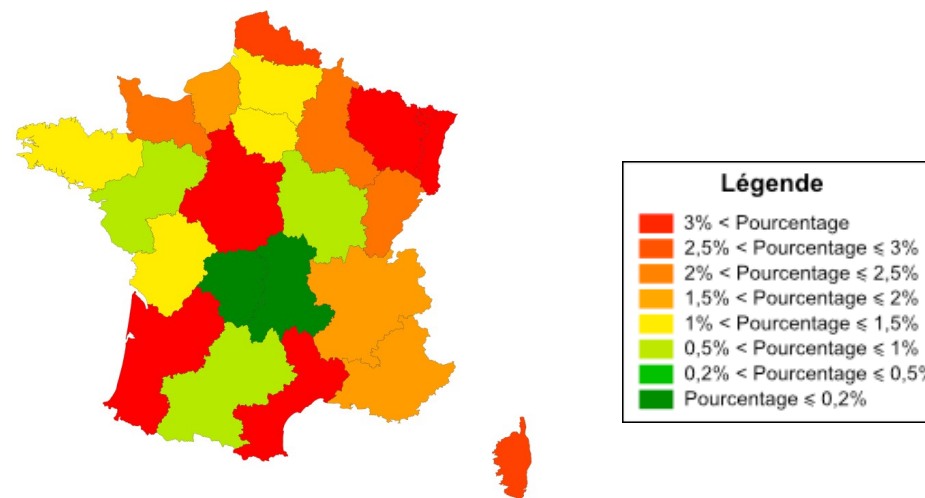 Légende
3% < Pourcentage
2,5% < Pourcentage ⩽ 3%
2% < Pourcentage ⩽ 2,5%
1,5% < Pourcentage ⩽ 2%
1% < Pourcentage ⩽ 1,5%
0,5% < Pourcentage ⩽ 1%
0,2% < Pourcentage ⩽ 0,5%
Pourcentage ⩽ 0,2%